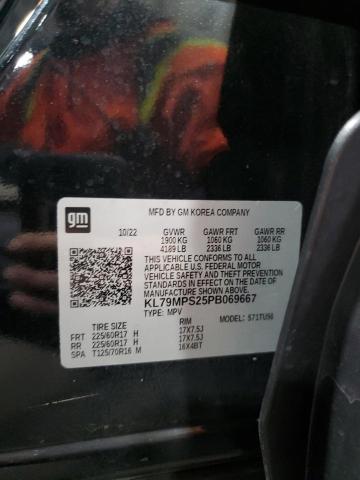 gm
MFD BY GM KOREA COMPANY
10/22 GVWR GAWR FRT GAWR RR
1900 KG 1060 KG 1060 KG
4189 LB 2336 LB 2336 LB
THIS VEHICLE CONFORMS TO ALL
APPLICABLE U.S. FEDERAL MOTOR
VEHICLE SAFETY AND THEFT PREVENTION
STANDARDS IN EFFECT ON THE DATE OF
MANUFACTURE SHOWN ABOVE.
KL79MPS25PB069667
TYPE: MPV MODEL: 5T1TU56
TIRE SIZE RIM
FRT 225/60R17 H 17X7.5J
RR 225/60R17 H 17X7.5J
SPA T125/70R16 M 16X4BT